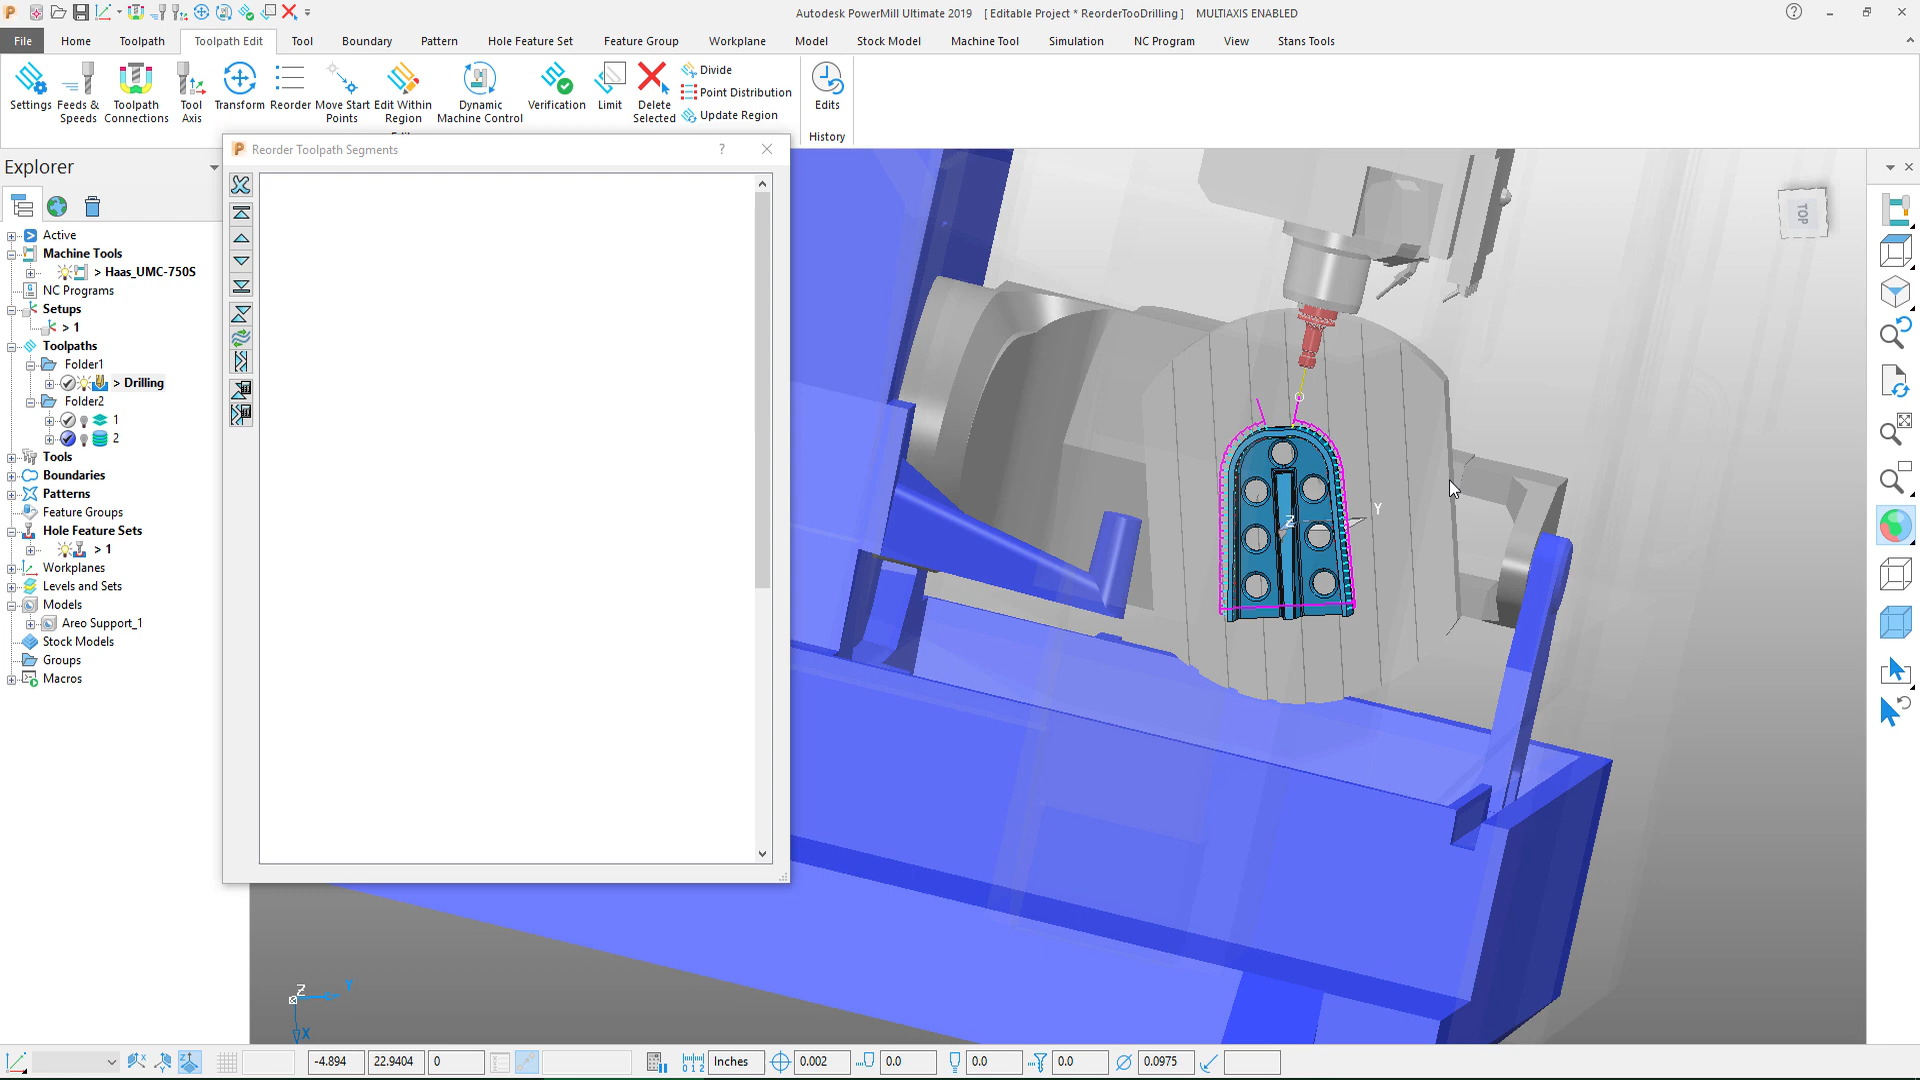 Autodesk PowerMill Ultimate 2019 [ Editable Project * ReorderTooDrilling ] MULTIAXIS ENABLED
File Home Toolpath Toolpath Edit Tool Boundary Pattern Hole Feature Set Feature Group Workplane Model Stock Model Machine Tool Simulation NC Program View Stans Tools
Settings
Feeds & Speeds
Toolpath Connections
Tool Axis
Transform
Reorder
Move Start Points
Edit Within Region
Dynamic Machine Control
Verification
Limit
Delete Selected
Divide
Point Distribution
Update Region
Edits
History
Reorder Toolpath Segments
?
Explorer
Active
Machine Tools
> Haas_UMC-750S
NC Programs
Setups
> 1
Toolpaths
Folder1
> Drilling
Folder2
1
2
Tools
Boundaries
Patterns
Feature Groups
Hole Feature Sets
> 1
Workplanes
Levels and Sets
Models
Areo Support_1
Stock Models
Groups
Macros
TOP
Z Y
Z Y
X
-4.894 22.9404 0 Inches 0.002 0.0 0.0 0.0 0.0975